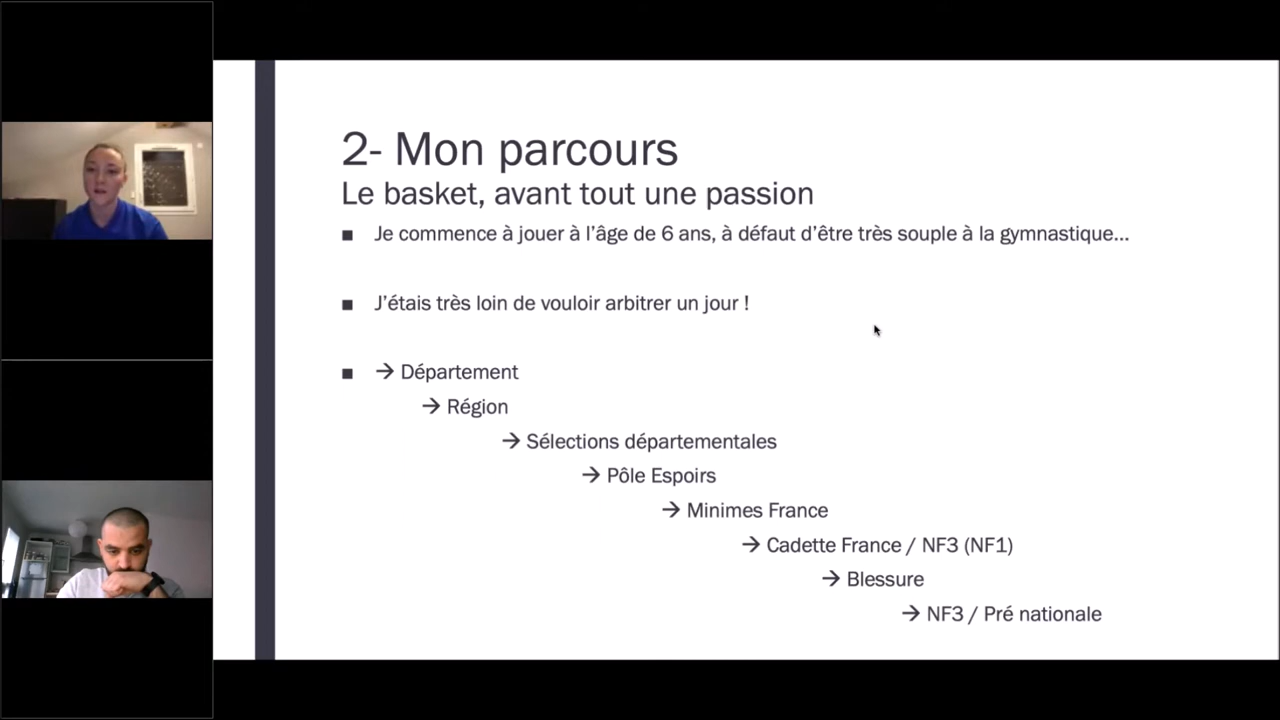 2- Mon parcours
Le basket, avant tout une passion
■ Je commence à jouer à l’âge de 6 ans, à défaut d’être très souple à la gymnastique…
■ J’étais très loin de vouloir arbitrer un jour !
■ → Département
→ Région
→ Sélections départementales
→ Pôle Espoirs
→ Minimes France
→ Cadette France / NF3 (NF1)
→ Blessure
→ NF3 / Pré nationale